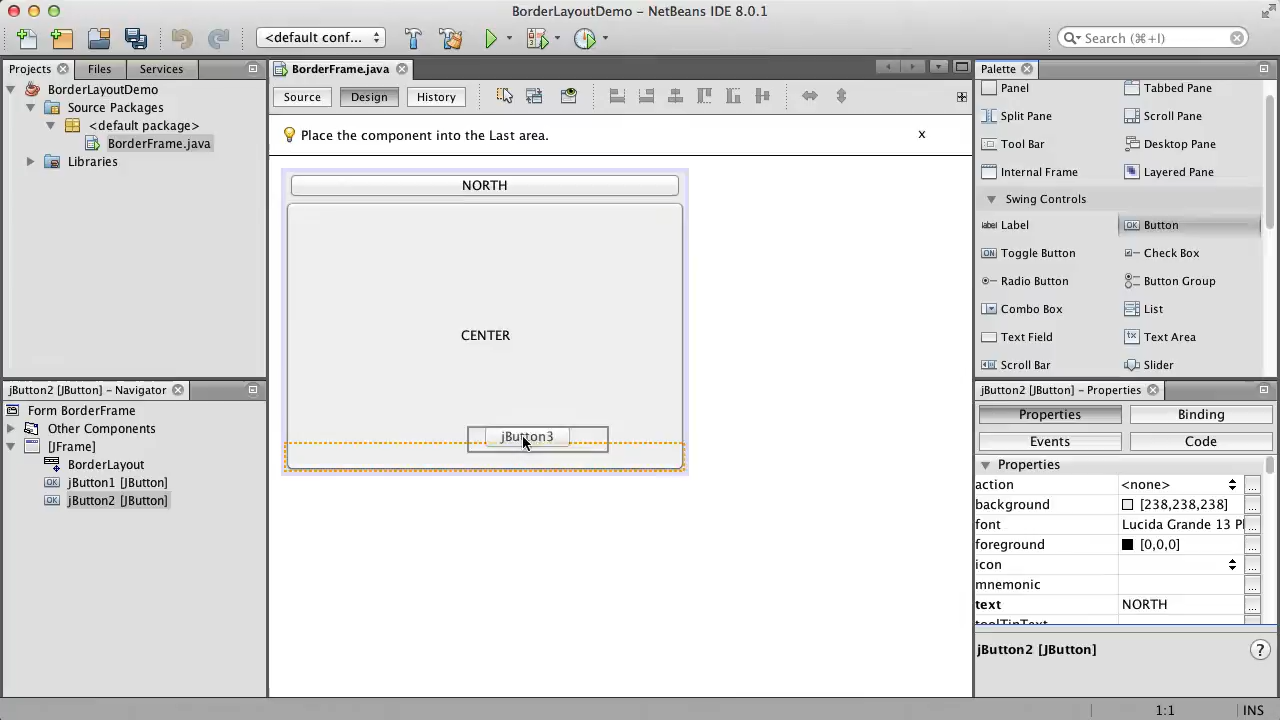 BorderLayoutDemo - NetBeans IDE 8.0.1
<default conf...
Search (⌘+I)
Projects
Files
Services
BorderLayoutDemo
Source Packages
<default package>
BorderFrame.java
Libraries
BorderFrame.java
Source
Design
History
Place the component into the Last area.
x
NORTH
CENTER
jButton3
Palette
Panel
Tabbed Pane
Split Pane
Scroll Pane
Tool Bar
Desktop Pane
Internal Frame
Layered Pane
Swing Controls
label Label
OK Button
ON Toggle Button
Check Box
Radio Button
Button Group
Combo Box
List
Text Field
Text Area
Scroll Bar
Slider
jButton2 [JButton] - Navigator
Form BorderFrame
Other Components
[JFrame]
BorderLayout
OK jButton1 [JButton]
OK jButton2 [JButton]
jButton2 [JButton] - Properties
Properties
Binding
Events
Code
Properties
action <none> ...
background [238,238,238] ...
font Lucida Grande 13 Pl ...
foreground [0,0,0] ...
icon ...
mnemonic ...
text NORTH ...
toolTipText
jButton2 [JButton]
?
1:1
INS